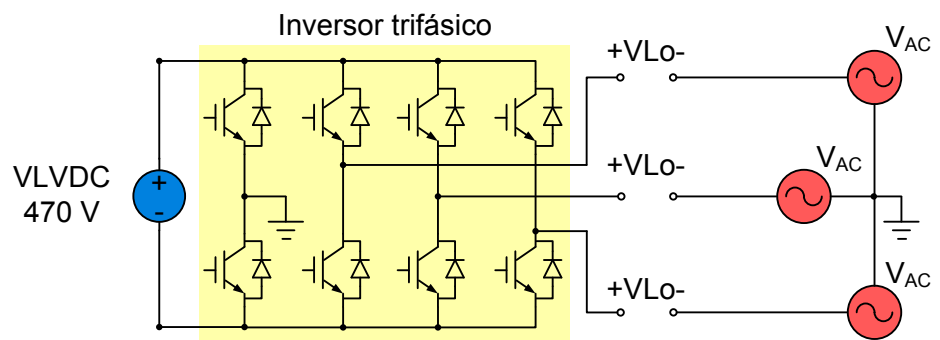 Inversor trifásico
VLVDC
470 V
+
-
+VLo-
+VLo-
+VLo-
VAC
VAC
VAC